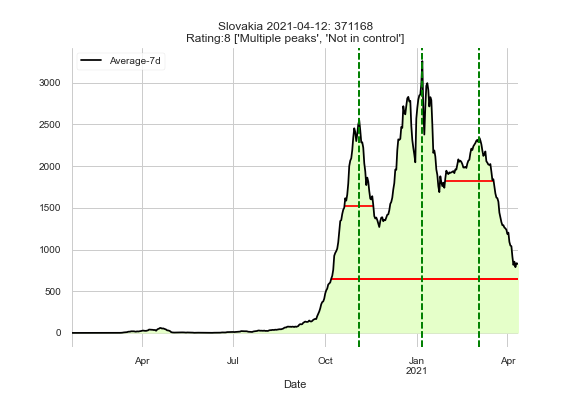 Slovakia 2021-04-12: 371168
Rating:8 ['Multiple peaks', 'Not in control']
Average-7d
3000
2500
2000
1500
1000
500
0
Apr
Jul
Oct
Jan
2021
Apr
Date